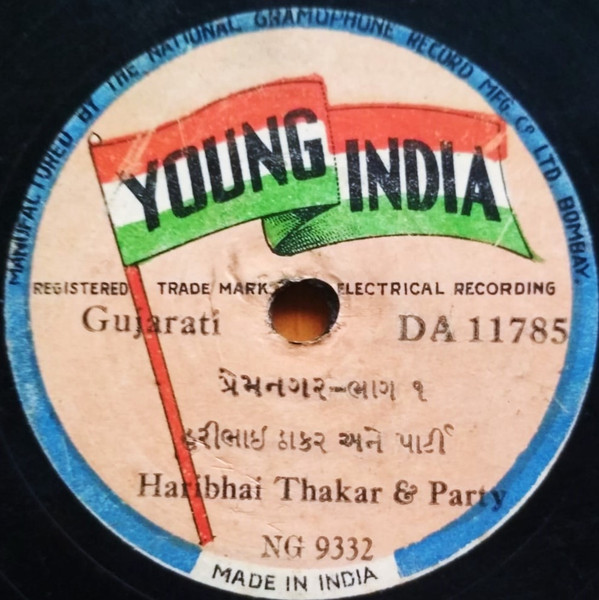 MANUFACTURED BY THE NATIONAL GRAMOPHONE RECORD MFG. Co. LTD. BOMBAY.
YOUNG INDIA
REGISTERED TRADE MARK ELECTRICAL RECORDING
Gujarati DA 11785
પ્રેમનગર-ભાગ ૧
હરીભાઈ ઠાકર અને પાર્ટી
Haribhai Thakar & Party
NG 9332
MADE IN INDIA